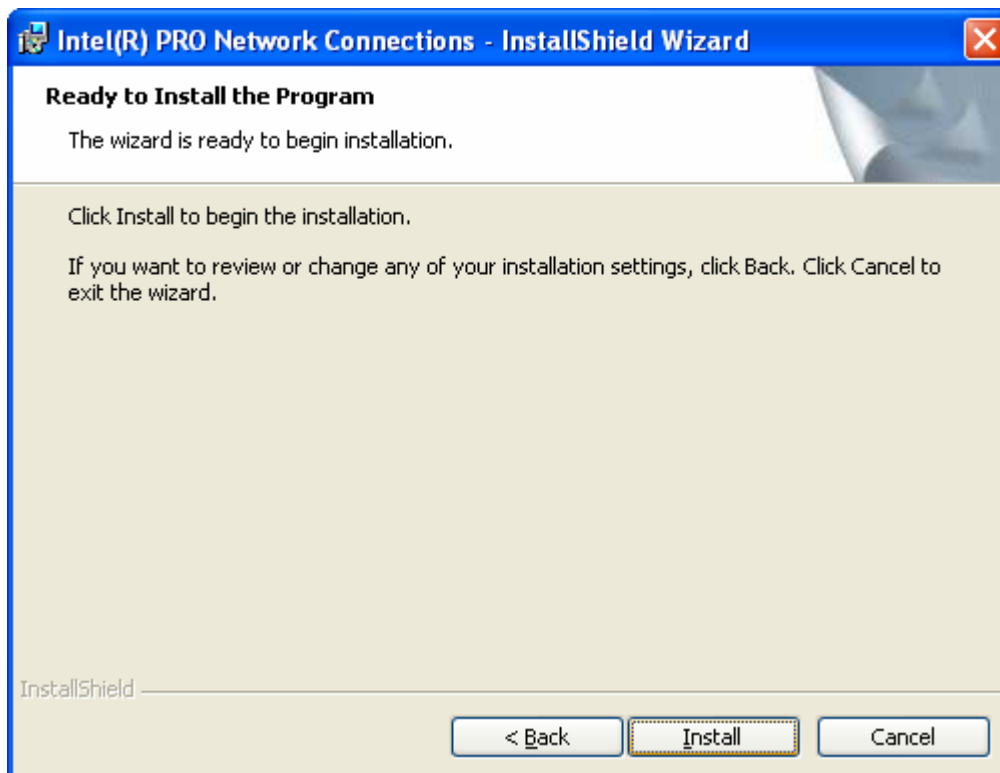 Intel(R) PRO Network Connections - InstallShield Wizard
Ready to Install the Program
The wizard is ready to begin installation.
Click Install to begin the installation.
If you want to review or change any of your installation settings, click Back. Click Cancel to
exit the wizard.
InstallShield
< Back Install Cancel